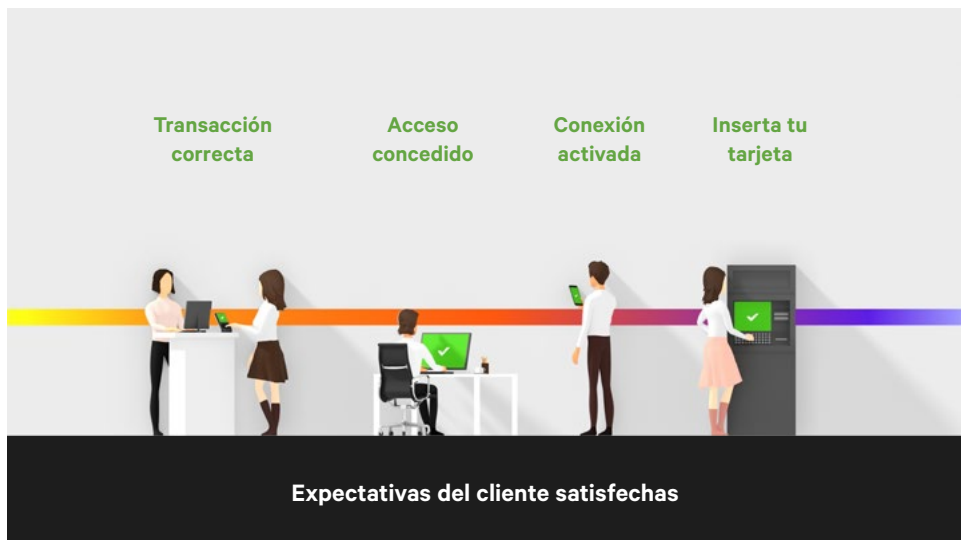 Transacción
correcta
Acceso
concedido
Conexión
activada
Inserta tu
tarjeta
Expectativas del cliente satisfechas